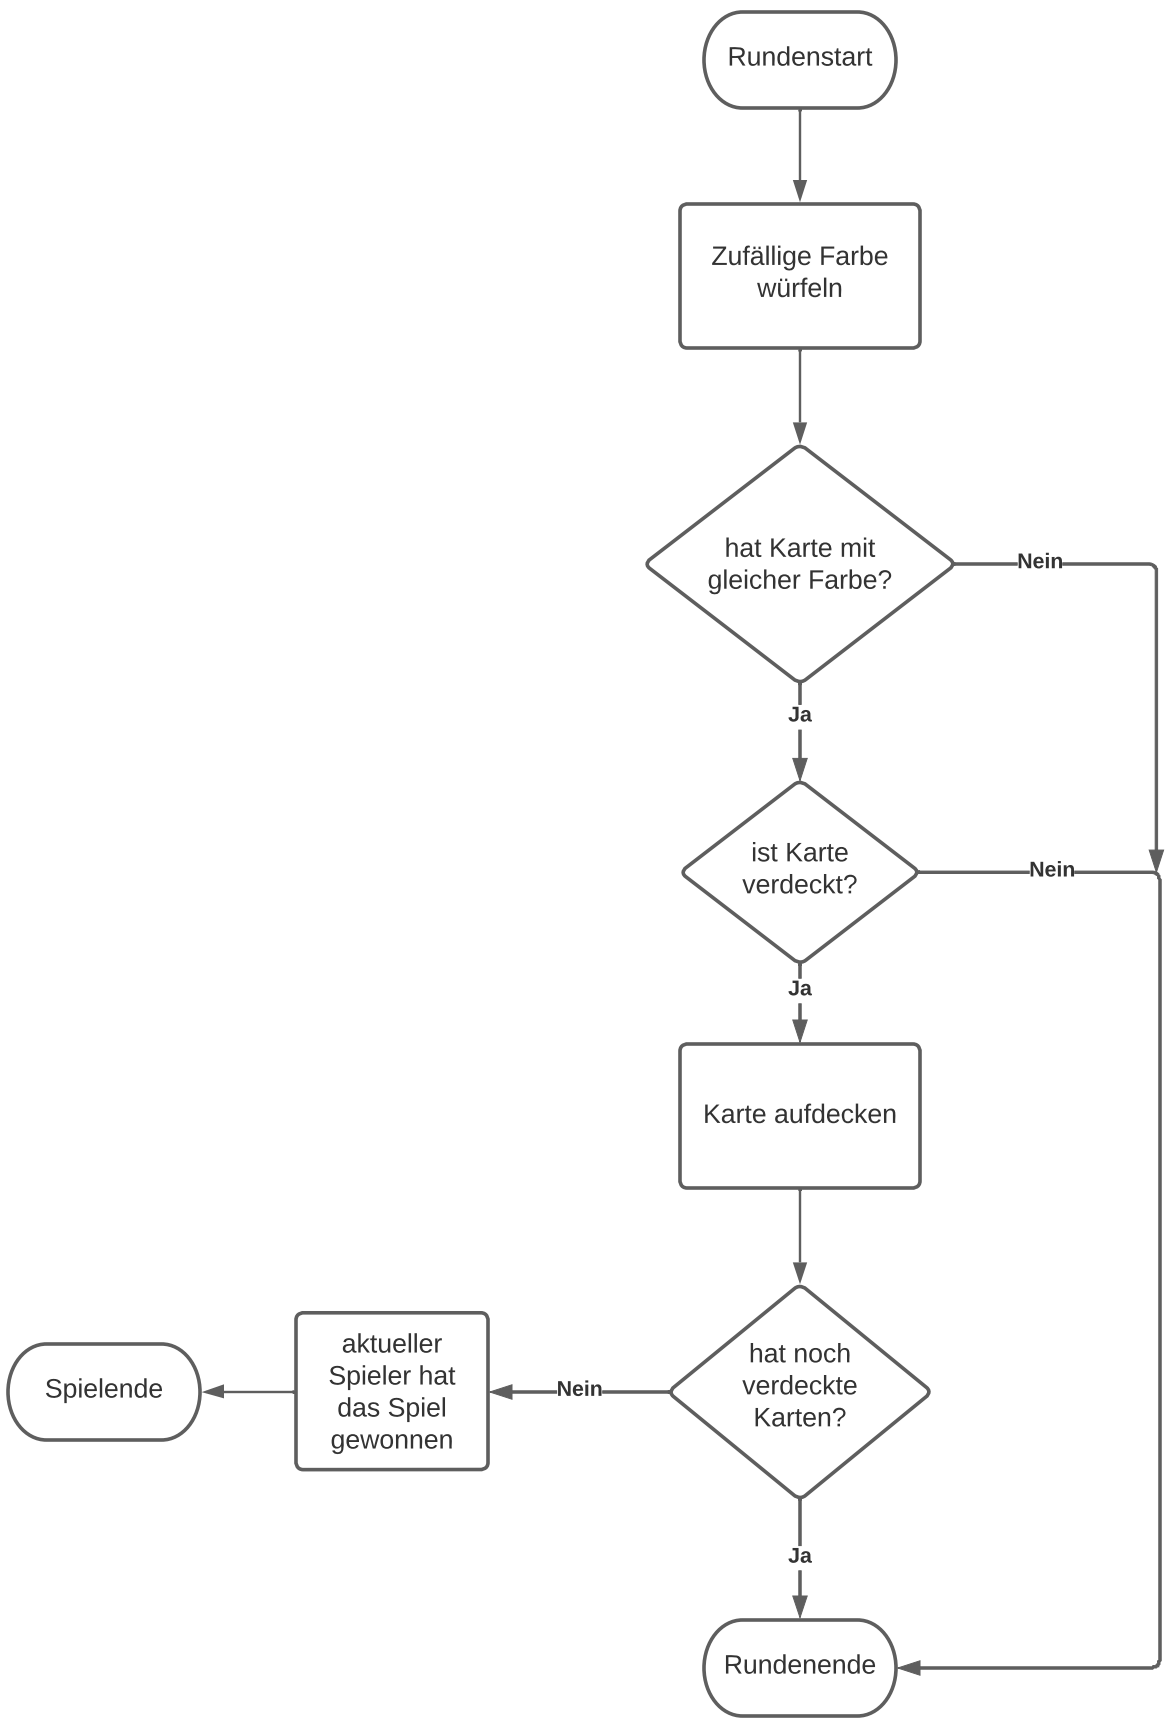 Rundenstart
Zufällige Farbe
würfeln
hat Karte mit
gleicher Farbe?
Nein
Ja
ist Karte
verdeckt?
Nein
Ja
Karte aufdecken
hat noch
verdeckte
Karten?
Nein
aktueller
Spieler hat
das Spiel
gewonnen
Spielende
Ja
Rundenende